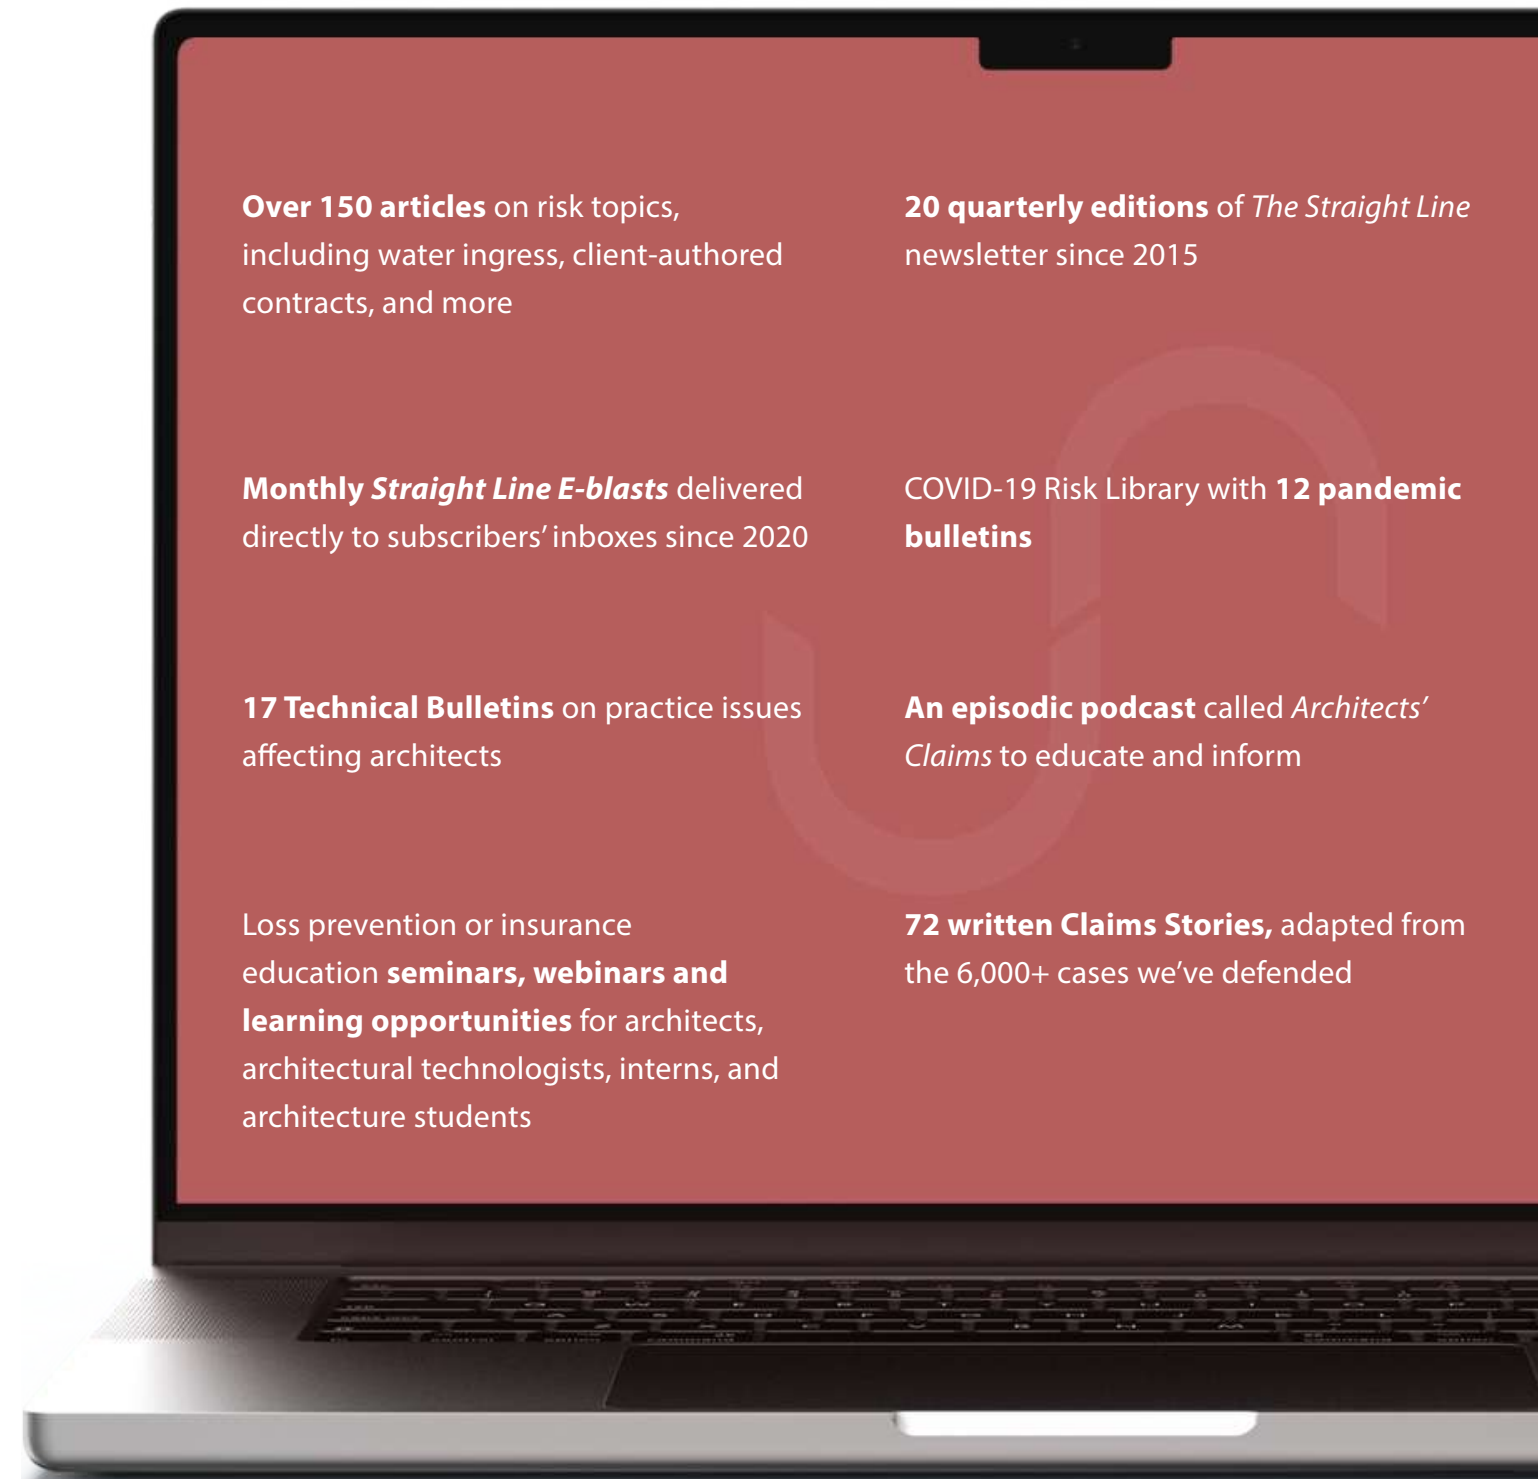 Over 150 articles on risk topics,
including water ingress, client-authored
contracts, and more
20 quarterly editions of The Straight Line
newsletter since 2015
Monthly Straight Line E-blasts delivered
directly to subscribers’ inboxes since 2020
COVID-19 Risk Library with 12 pandemic
bulletins
17 Technical Bulletins on practice issues
affecting architects
An episodic podcast called Architects’
Claims to educate and inform
Loss prevention or insurance
education seminars, webinars and
learning opportunities for architects,
architectural technologists, interns, and
architecture students
72 written Claims Stories, adapted from
the 6,000+ cases we’ve defended